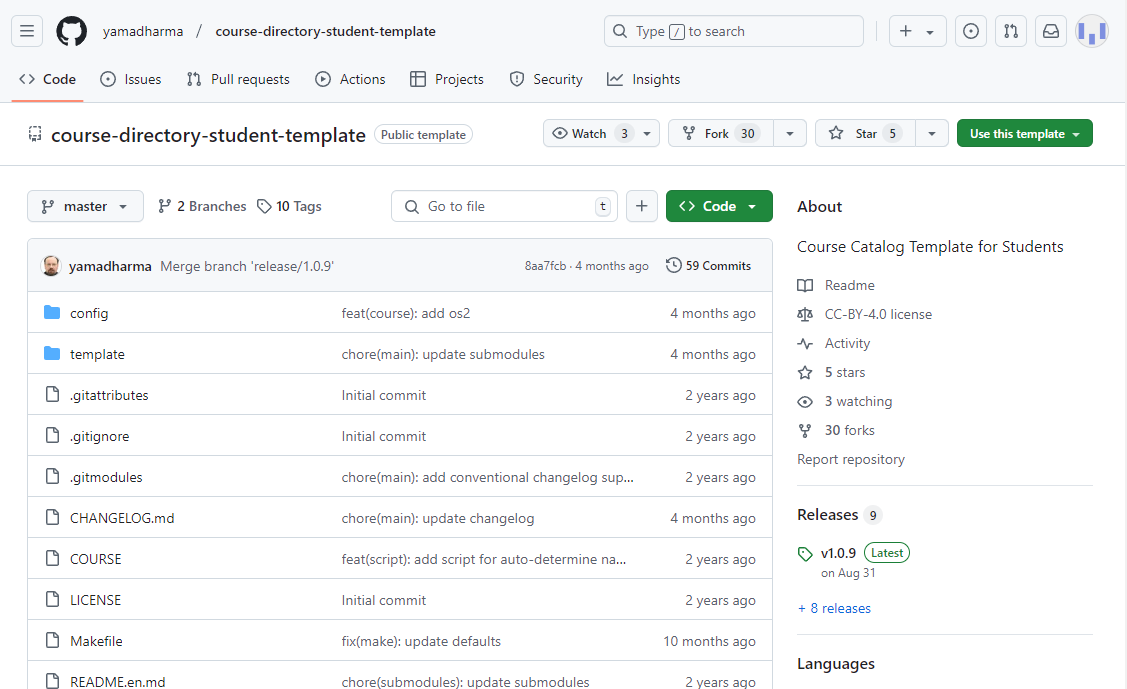 yamadharma / course-directory-student-template
Type / to search
Code Issues Pull requests Actions Projects Security Insights
course-directory-student-template Public template
Watch 3 Fork 30 Star 5 Use this template
master 2 Branches 10 Tags
Go to file t
Code
yamadharma Merge branch 'release/1.0.9' 8aa7fcb · 4 months ago 59 Commits
config feat(course): add os2 4 months ago
template chore(main): update submodules 4 months ago
.gitattributes Initial commit 2 years ago
.gitignore Initial commit 2 years ago
.gitmodules chore(main): add conventional changelog sup... 2 years ago
CHANGELOG.md chore(main): update changelog 4 months ago
COURSE feat(script): add script for auto-determine na... 2 years ago
LICENSE Initial commit 2 years ago
Makefile fix(make): update defaults 10 months ago
README.en.md chore(submodules): update submodules 2 years ago
About
Course Catalog Template for Students
Readme
CC-BY-4.0 license
Activity
5 stars
3 watching
30 forks
Report repository
Releases 9
v1.0.9 Latest
on Aug 31
+ 8 releases
Languages